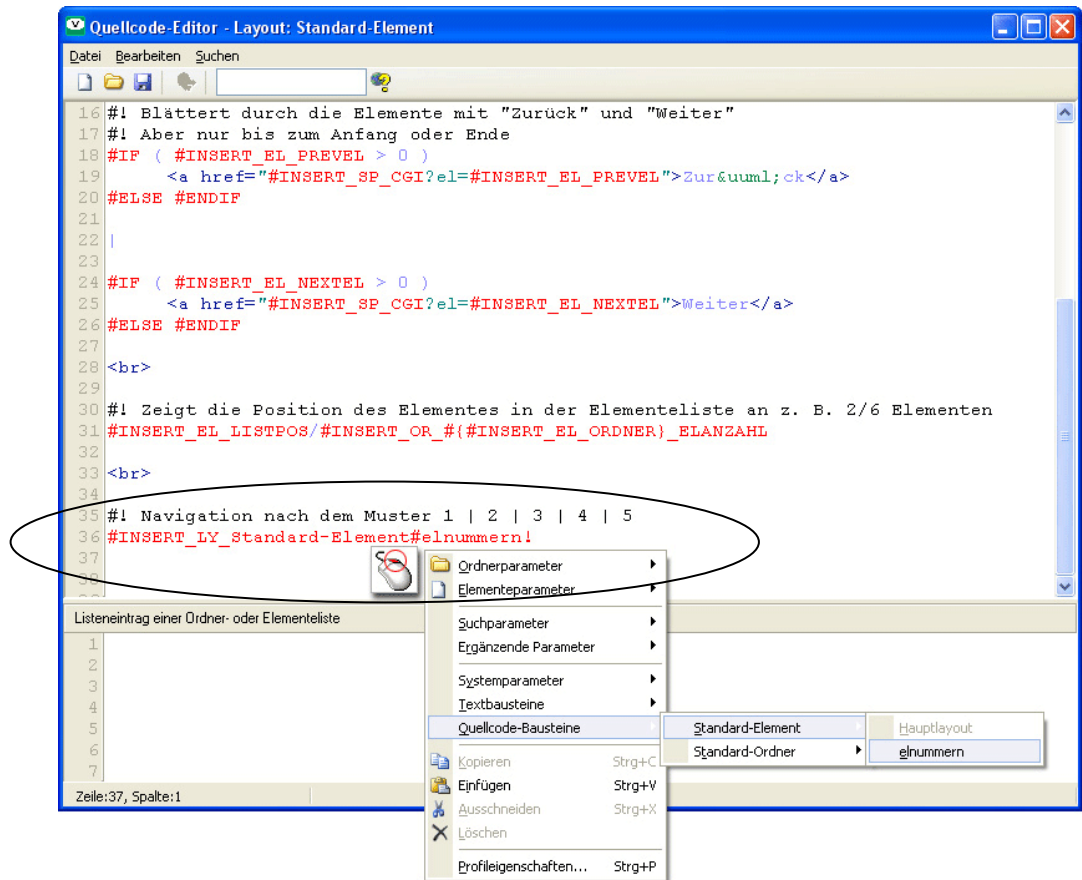 Quellcode-Editor - Layout: Standard-Element
Datei Bearbeiten Suchen
16 #! Blättert durch die Elemente mit "Zurück" und "Weiter"
17 #! Aber nur bis zum Anfang oder Ende
18 #IF ( #INSERT_EL_PREVEL > 0 )
19 <a href="#INSERT_SP_CGI?el=#INSERT_EL_PREVEL">Zur&uuml;ck</a>
20 #ELSE #ENDIF
21
22 |
23
24 #IF ( #INSERT_EL_NEXTEL > 0 )
25 <a href="#INSERT_SP_CGI?el=#INSERT_EL_NEXTEL">Weiter</a>
26 #ELSE #ENDIF
27
28 <br>
29
30 #! Zeigt die Position des Elementes in der Elementeliste an z. B. 2/6 Elementen
31 #INSERT_EL_LISTPOS/#INSERT_OR_#{#INSERT_EL_ORDNER}_ELANZAHL
32
33 <br>
34
35 #! Navigation nach dem Muster 1 | 2 | 3 | 4 | 5
36 #INSERT_LY_Standard-Element#elnummern!
37
38
Ordnerparameter
Elementeparameter
Suchparameter
Ergänzende Parameter
Systemparameter
Textbausteine
Quellcode-Bausteine
Kopieren Strg+C
Einfügen Strg+V
Ausschneiden Strg+X
Löschen
Profileigenschaften... Strg+P
Standard-Element
Standard-Ordner
Hauptlayout
elnummern
Listeneintrag einer Ordner- oder Elementeliste
1
2
3
4
5
6
7
Zeile:37, Spalte:1